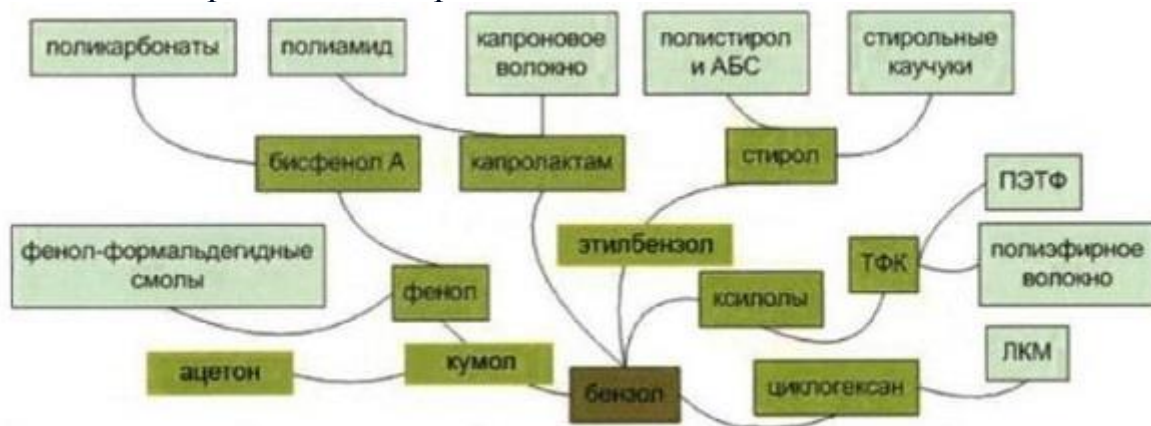 поликарбонаты
полиамид
капроновое
волокно
полистирол
и АБС
стирольные
каучуки
бисфенол А
капролактам
стирол
ПЭТФ
фенол-формальдегидные
смолы
фенол
этилбензол
ксилолы
ТФК
полиэфирное
волокно
ацетон
кумол
бензол
циклогексан
ЛКМ